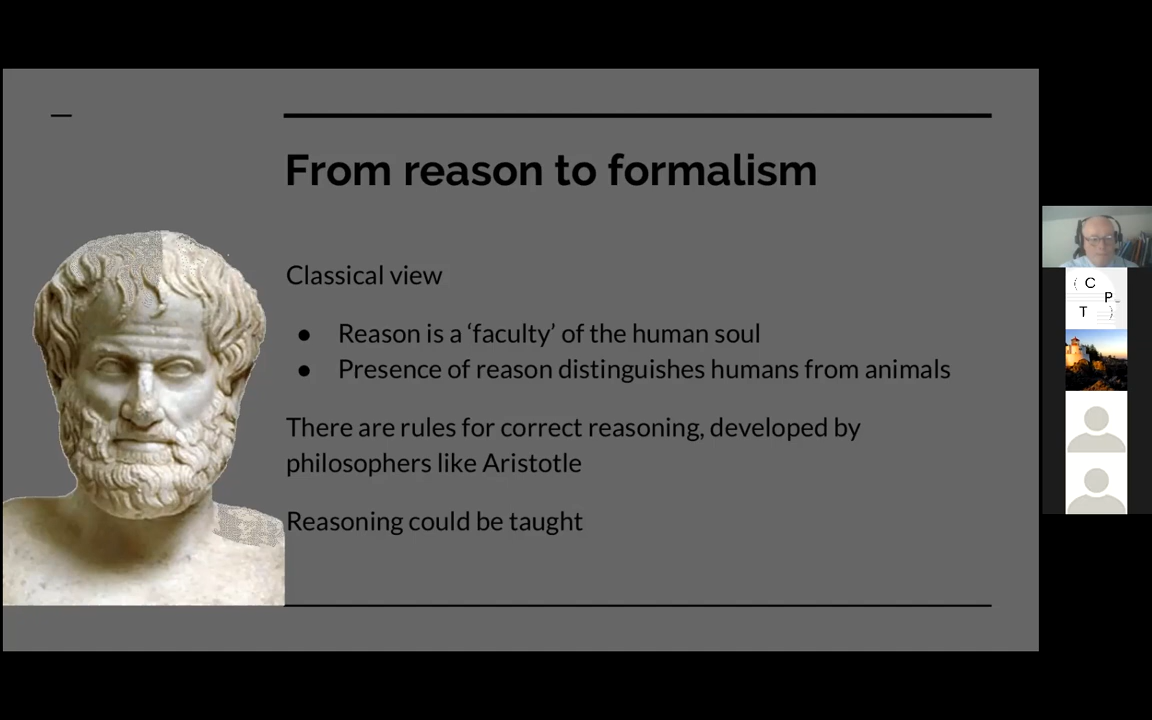 From reason to formalism
Classical view
● Reason is a ‘faculty’ of the human soul
● Presence of reason distinguishes humans from animals
There are rules for correct reasoning, developed by
philosophers like Aristotle
Reasoning could be taught
C
P
T